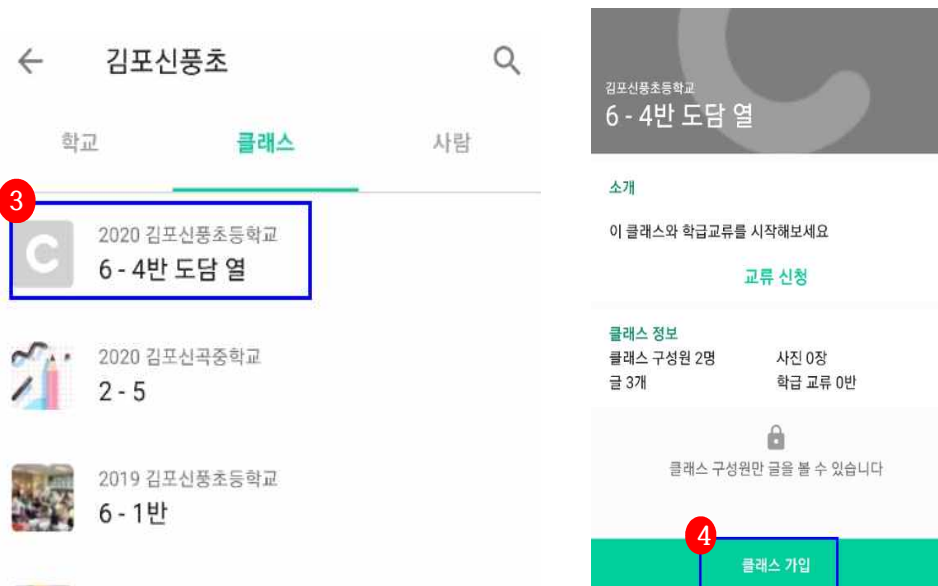 김포신풍초
학교 클래스 사람
3
2020 김포신풍초등학교
6 - 4반 도담 열
2020 김포신곡중학교
2 - 5
2019 김포신풍초등학교
6 - 1반
김포신풍초등학교
6 - 4반 도담 열
소개
이 클래스와 학급교류를 시작해보세요
교류 신청
클래스 정보
클래스 구성원 2명 사진 0장
글 3개 학급 교류 0반
클래스 구성원만 글을 볼 수 있습니다
4
클래스 가입